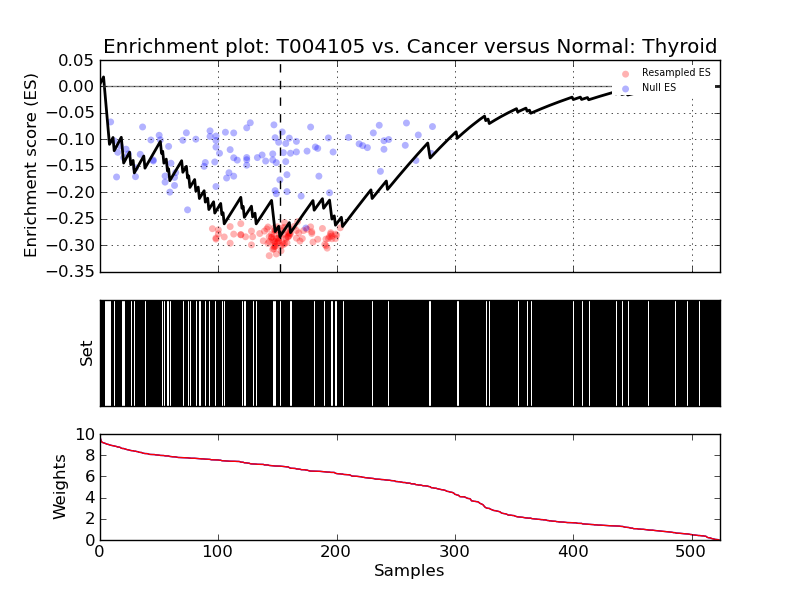 Enrichment plot: T004105 vs. Cancer versus Normal: Thyroid
0.05
0.00
−0.05
−0.10
−0.15
−0.20
−0.25
−0.30
−0.35
Enrichment score (ES)
Resampled ES
Null ES
Set
10
8
6
4
2
0
Weights
0 100 200 300 400 500
Samples